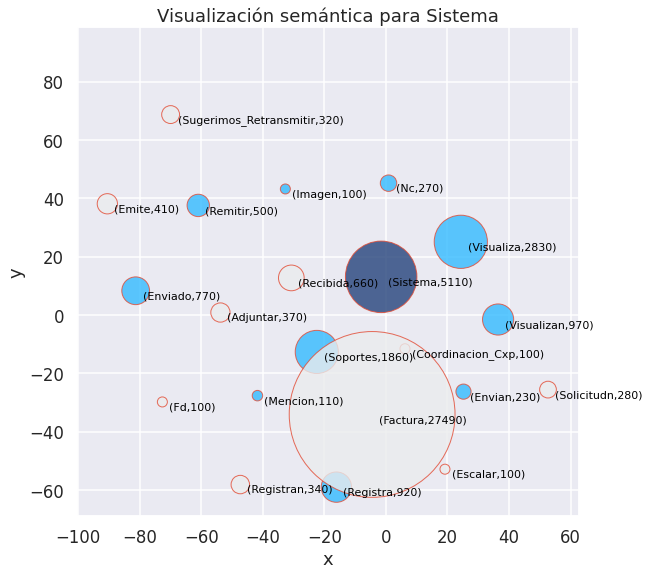 Visualización semántica para Sistema
80
60
40
20
0
−20
−40
−60
y
(Sugerimos_Retransmitir,320)
(Imagen,100)
(Nc,270)
(Emite,410)
(Remitir,500)
(Visualiza,2830)
(Recibida,660)
(Sistema,5110)
(Enviado,770)
(Adjuntar,370)
(Visualizan,970)
(Soportes,1860)
(Coordinacion_Cxp,100)
(Fd,100)
(Mencion,110)
(Envian,230)
(Solicitudn,280)
(Factura,27490)
(Escalar,100)
(Registran,340)
(Registra,920)
−100
−80
−60
−40
−20
0
20
40
60
x